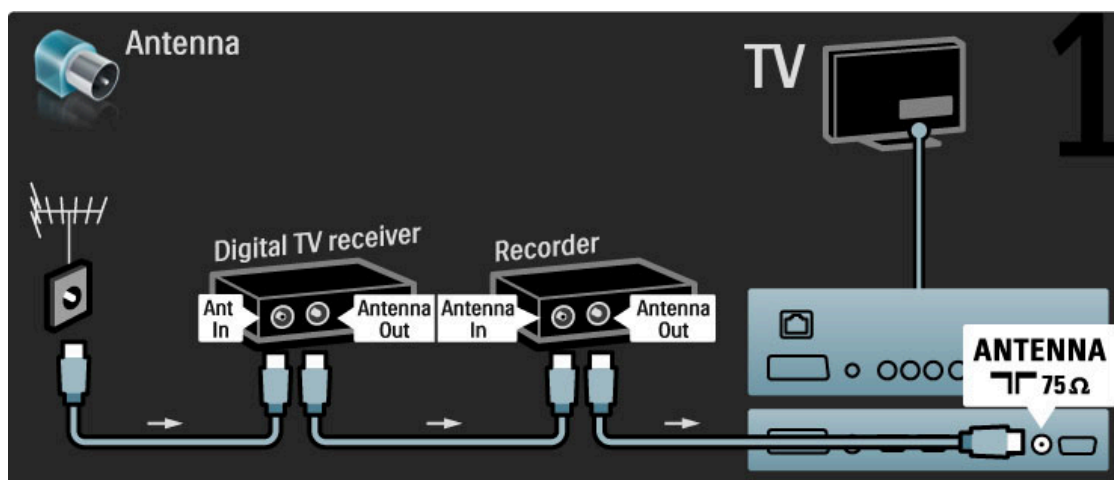 Antenna
TV
1
Digital TV receiver
Recorder
Ant
In
Antenna
Out
Antenna
In
Antenna
Out
ANTENNA
75Ω